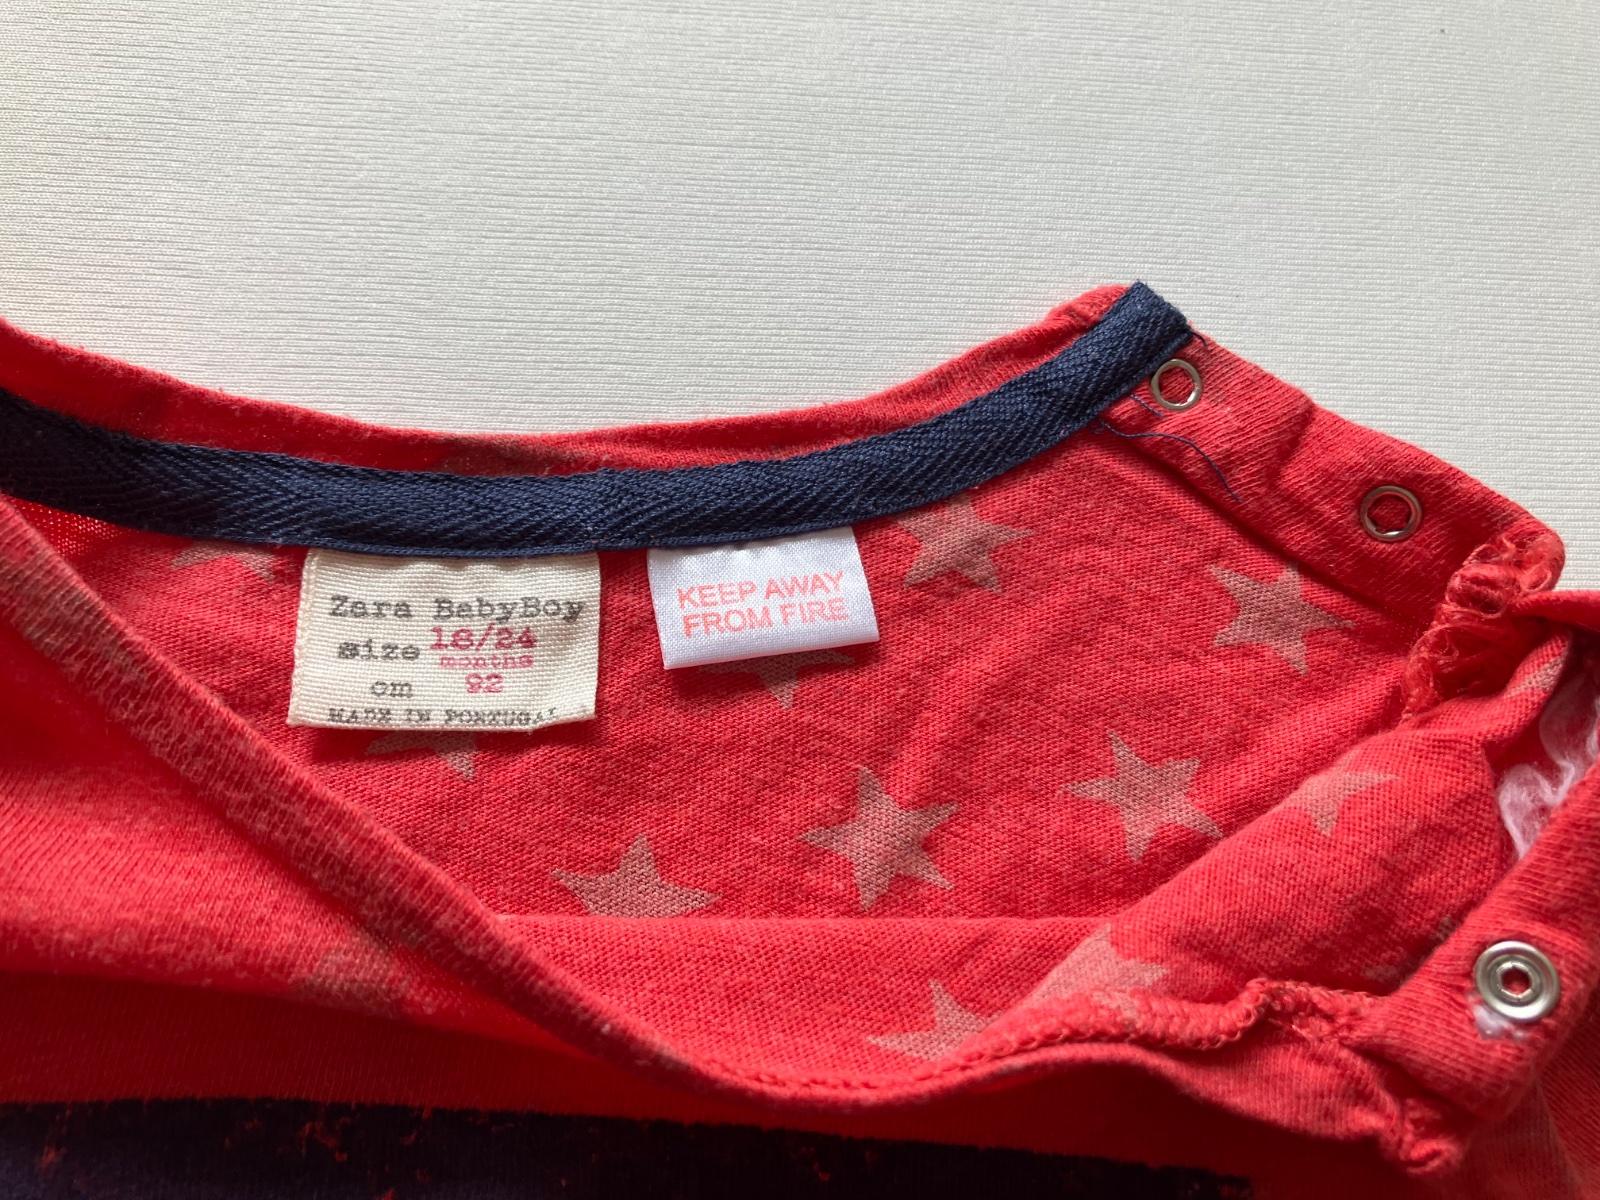 Zara BabyBoy
size 18/24
months
cm 92
MADE IN PORTUGAL
KEEP AWAY
FROM FIRE